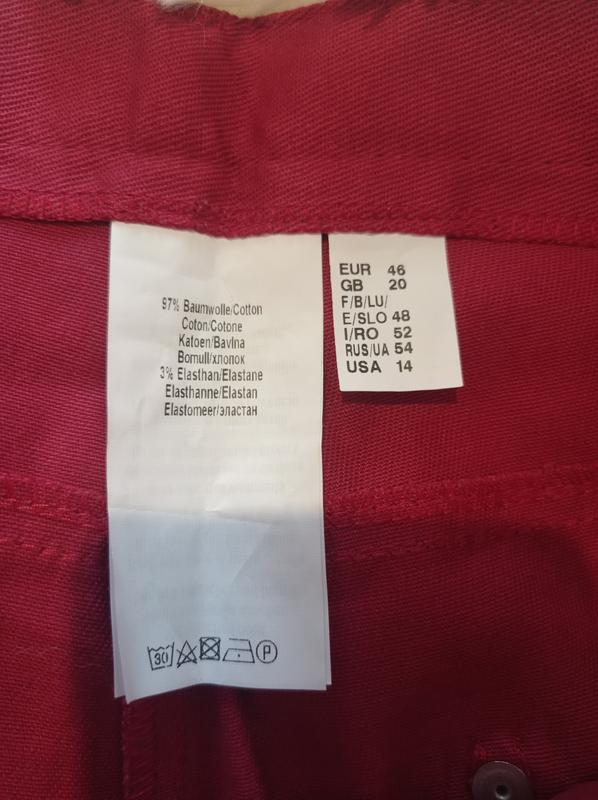 97% Baumwolle/Cotton
Coton/Cotone
Katoen/Bavlna
Bomull/хлопок
3% Elasthan/Elastane
Elasthanne/Elastan
Elastomeer/эластан
30
P
EUR 46
GB 20
F/B/LU/
E/SLO 48
I/RO 52
RUS/UA 54
USA 14